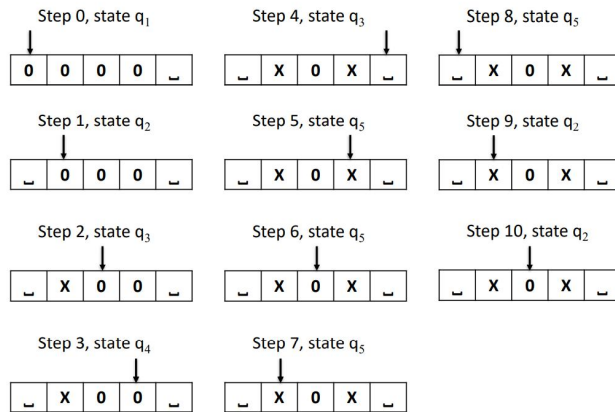 Step 0, state q₁
0 0 0 0 ␣
Step 1, state q₂
␣ 0 0 0 ␣
Step 2, state q₃
␣ X 0 0 ␣
Step 3, state q₄
␣ X 0 0 ␣
Step 4, state q₃
␣ X 0 X ␣
Step 5, state q₅
␣ X 0 X ␣
Step 6, state q₅
␣ X 0 X ␣
Step 7, state q₅
␣ X 0 X ␣
Step 8, state q₅
␣ X 0 X ␣
Step 9, state q₂
␣ X 0 X ␣
Step 10, state q₂
␣ X 0 X ␣